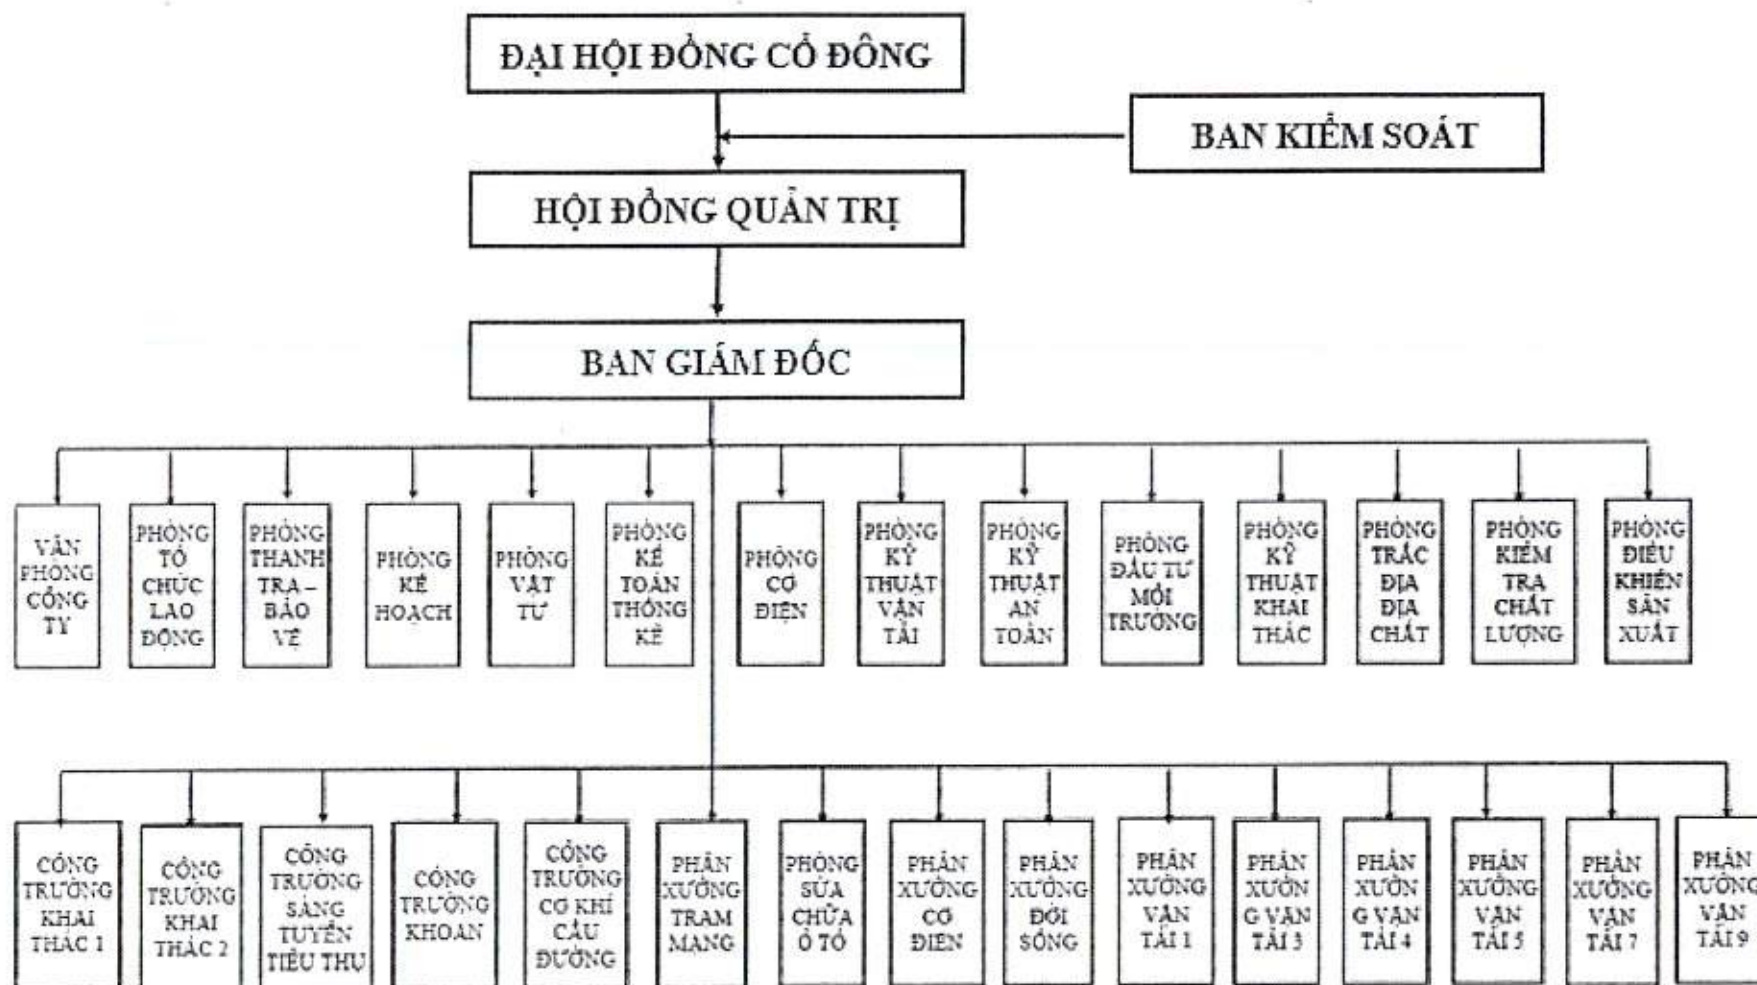 ĐẠI HỘI ĐỒNG CỔ ĐÔNG
BAN KIỂM SOÁT
HỘI ĐỒNG QUẢN TRỊ
BAN GIÁM ĐỐC
VĂN
PHÒNG
CÔNG
TY
PHÒNG
TỔ
CHỨC
LAO
ĐỘNG
PHÒNG
THANH
TRA –
BẢO
VỆ
PHÒNG
KẾ
HOẠCH
PHÒNG
VẬT
TƯ
PHÒNG
KẾ
TOÁN
THỐNG
KÊ
PHÒNG
CƠ
ĐIỆN
PHÒNG
KỸ
THUẬT
VẬN
TẢI
PHÒNG
KỸ
THUẬT
AN
TOÀN
PHÒNG
ĐẦU TƯ
MÔI
TRƯỜNG
PHÒNG
KỸ
THUẬT
KHAI
THÁC
PHÒNG
TRẮC
ĐỊA
ĐỊA
CHẤT
PHÒNG
KIỂM
TRA
CHẤT
LƯỢNG
PHÒNG
ĐIỀU
KHIỂN
SẢN
XUẤT
CÔNG
TRƯỜNG
KHAI
THÁC 1
CÔNG
TRƯỜNG
KHAI
THÁC 2
CÔNG
TRƯỜNG
SÀNG
TUYỂN
TIÊU THỤ
CÔNG
TRƯỜNG
KHOAN
CÔNG
TRƯỜNG
CƠ KHÍ
CẦU
ĐƯỜNG
PHÂN
XƯỞNG
TRẠM
MẠNG
PHÒNG
SỬA
CHỮA
Ô TÔ
PHÂN
XƯỞNG
CƠ
ĐIỆN
PHÂN
XƯỞNG
ĐỜI
SỐNG
PHÂN
XƯỞNG
VẬN
TẢI 1
PHÂN
XƯỞN
G VẬN
TẢI 3
PHÂN
XƯỞN
G VẬN
TẢI 4
PHÂN
XƯỞNG
VẬN
TẢI 5
PHÂN
XƯỞNG
VẬN
TẢI 7
PHÂN
XƯỞNG
VẬN
TẢI 9